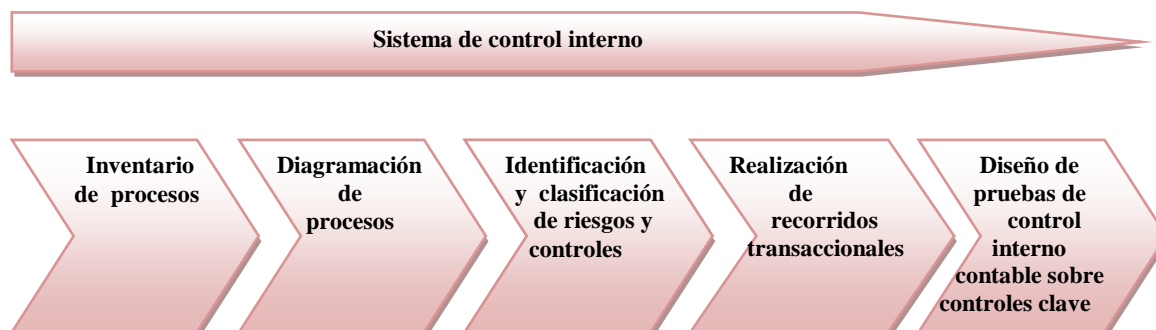 Sistema de control interno
Inventario
de procesos
Diagramación
de
procesos
Identificación
y clasificación
de riesgos y
controles
Realización
de
recorridos
transaccionales
Diseño de
pruebas de
control
interno
contable sobre
controles clave